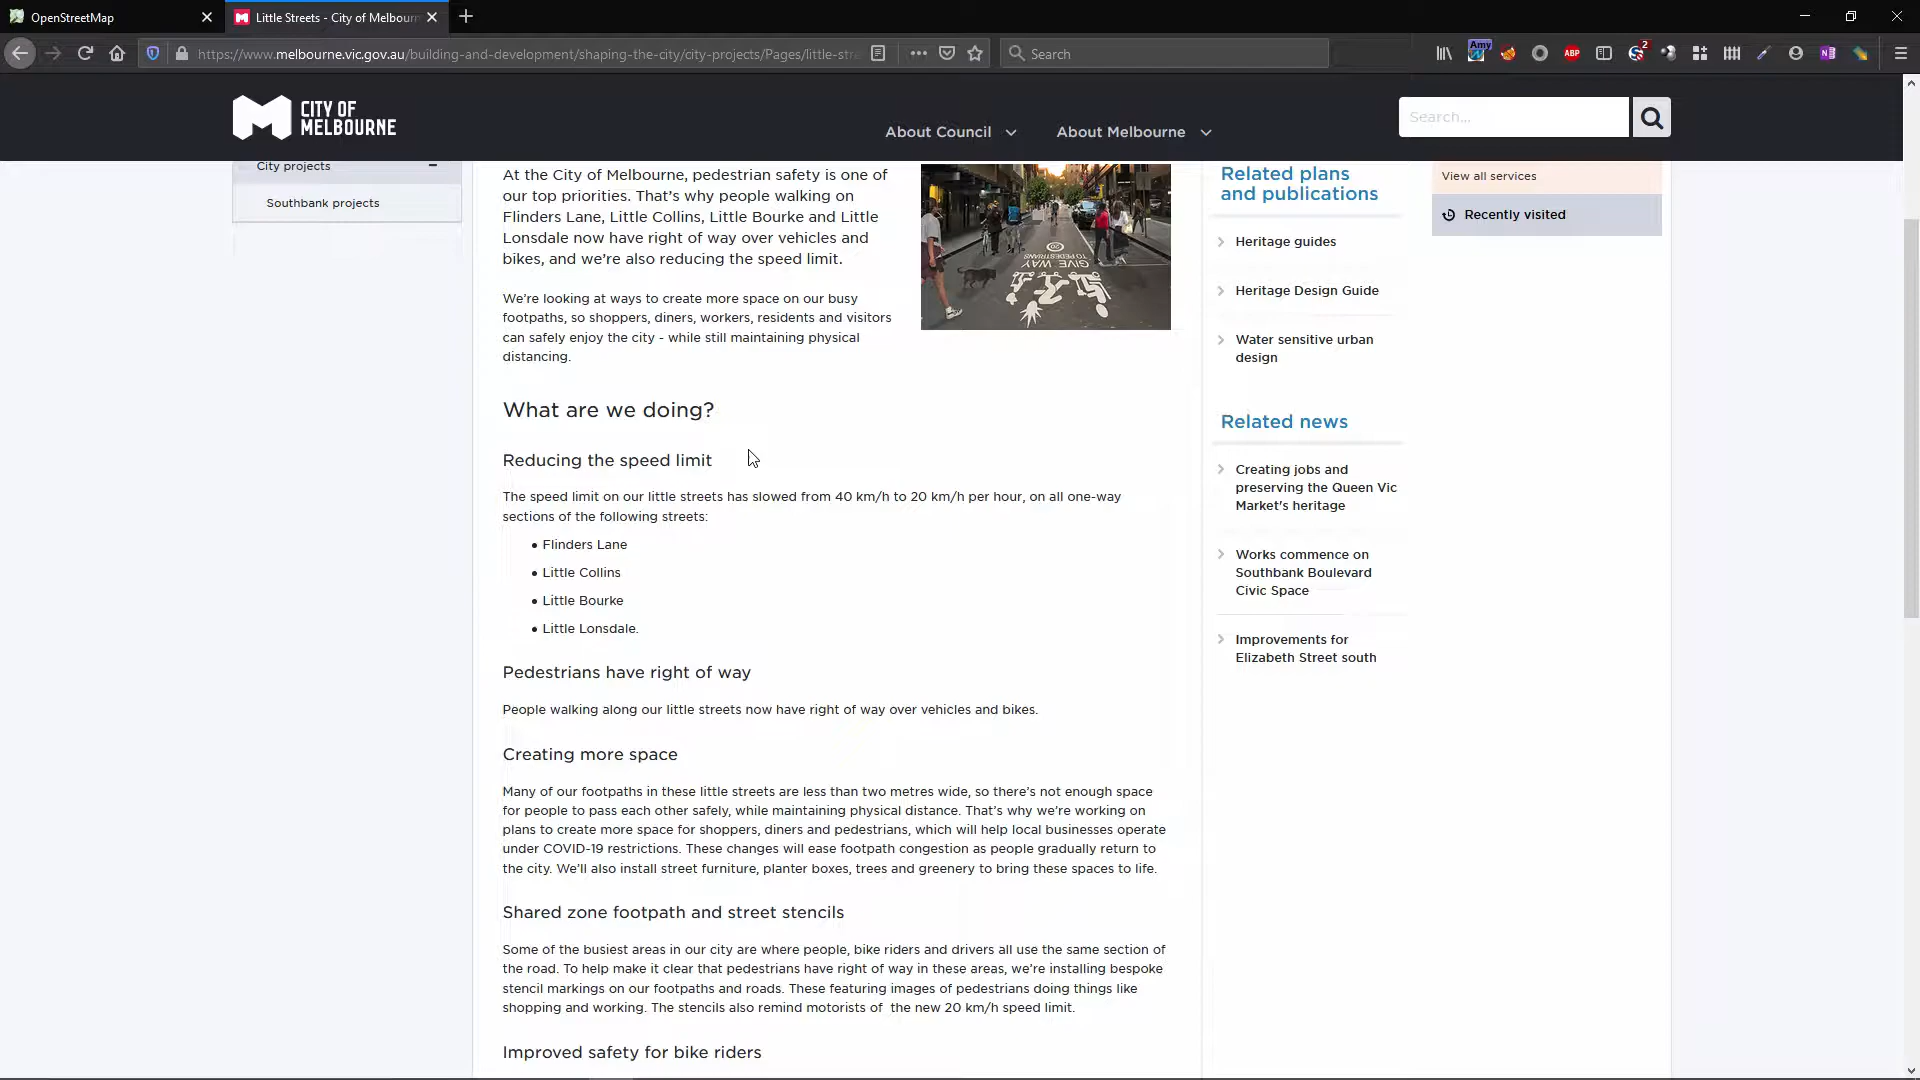 OpenStreetMap
Little Streets - City of Melbourn
https://www.melbourne.vic.gov.au/building-and-development/shaping-the-city/city-projects/Pages/little-stre
Search
Amy
ABP
2
CITY OF
MELBOURNE
About Council
About Melbourne
Search...
City projects
Southbank projects
At the City of Melbourne, pedestrian safety is one of
our top priorities. That's why people walking on
Flinders Lane, Little Collins, Little Bourke and Little
Lonsdale now have right of way over vehicles and
bikes, and we're also reducing the speed limit.
We're looking at ways to create more space on our busy
footpaths, so shoppers, diners, workers, residents and visitors
can safely enjoy the city - while still maintaining physical
distancing.
20
GIVE WAY
TO PEDESTRIANS
What are we doing?
Reducing the speed limit
The speed limit on our little streets has slowed from 40 km/h to 20 km/h per hour, on all one-way
sections of the following streets:
• Flinders Lane
• Little Collins
• Little Bourke
• Little Lonsdale.
Pedestrians have right of way
People walking along our little streets now have right of way over vehicles and bikes.
Creating more space
Many of our footpaths in these little streets are less than two metres wide, so there's not enough space
for people to pass each other safely, while maintaining physical distance. That's why we're working on
plans to create more space for shoppers, diners and pedestrians, which will help local businesses operate
under COVID-19 restrictions. These changes will ease footpath congestion as people gradually return to
the city. We'll also install street furniture, planter boxes, trees and greenery to bring these spaces to life.
Shared zone footpath and street stencils
Some of the busiest areas in our city are where people, bike riders and drivers all use the same section of
the road. To help make it clear that pedestrians have right of way in these areas, we're installing bespoke
stencil markings on our footpaths and roads. These featuring images of pedestrians doing things like
shopping and working. The stencils also remind motorists of the new 20 km/h speed limit.
Improved safety for bike riders
Related plans
and publications
Heritage guides
Heritage Design Guide
Water sensitive urban
design
Related news
Creating jobs and
preserving the Queen Vic
Market's heritage
Works commence on
Southbank Boulevard
Civic Space
Improvements for
Elizabeth Street south
View all services
Recently visited